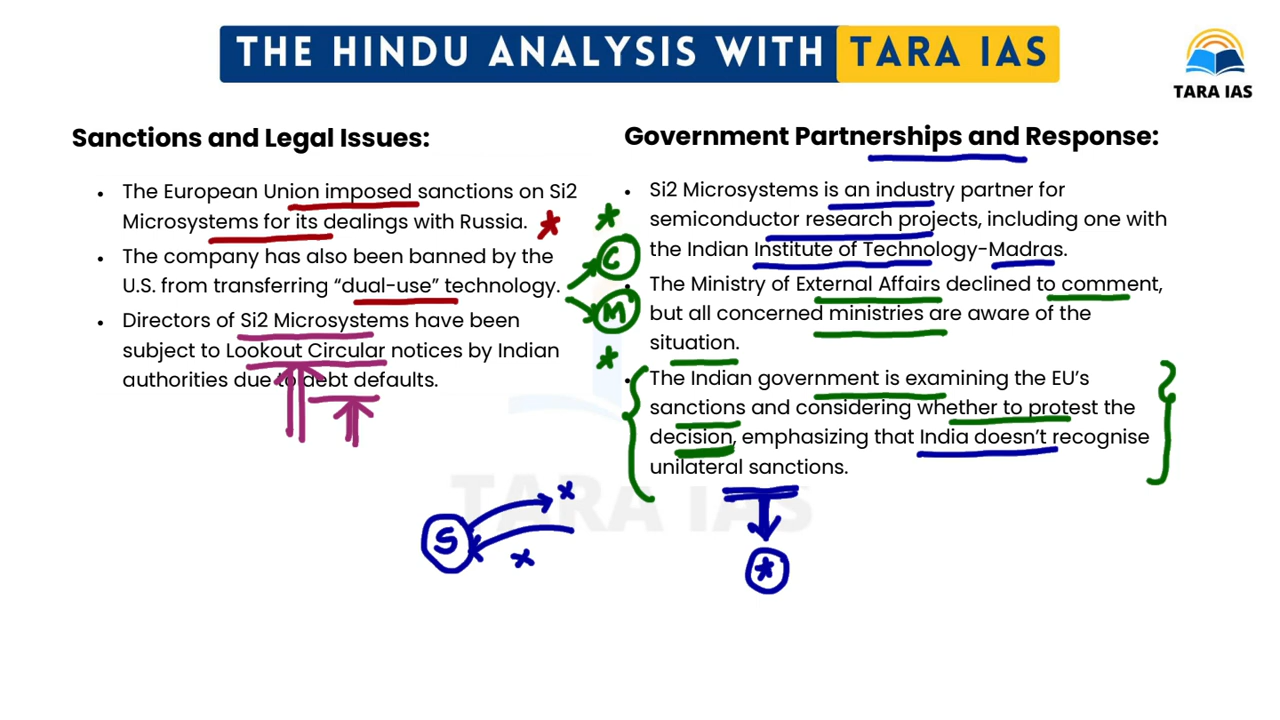 THE HINDU ANALYSIS WITH TARA IAS
TARA IAS
Sanctions and Legal Issues:
• The European Union imposed sanctions on Si2
Microsystems for its dealings with Russia.
• The company has also been banned by the
U.S. from transferring “dual-use” technology.
• Directors of Si2 Microsystems have been
subject to Lookout Circular notices by Indian
authorities due to debt defaults.
Government Partnerships and Response:
• Si2 Microsystems is an industry partner for
semiconductor research projects, including one with
the Indian Institute of Technology-Madras.
• The Ministry of External Affairs declined to comment,
but all concerned ministries are aware of the
situation.
• The Indian government is examining the EU’s
sanctions and considering whether to protest the
decision, emphasizing that India doesn’t recognise
unilateral sanctions.
C
M
S
x
x
TARA IAS